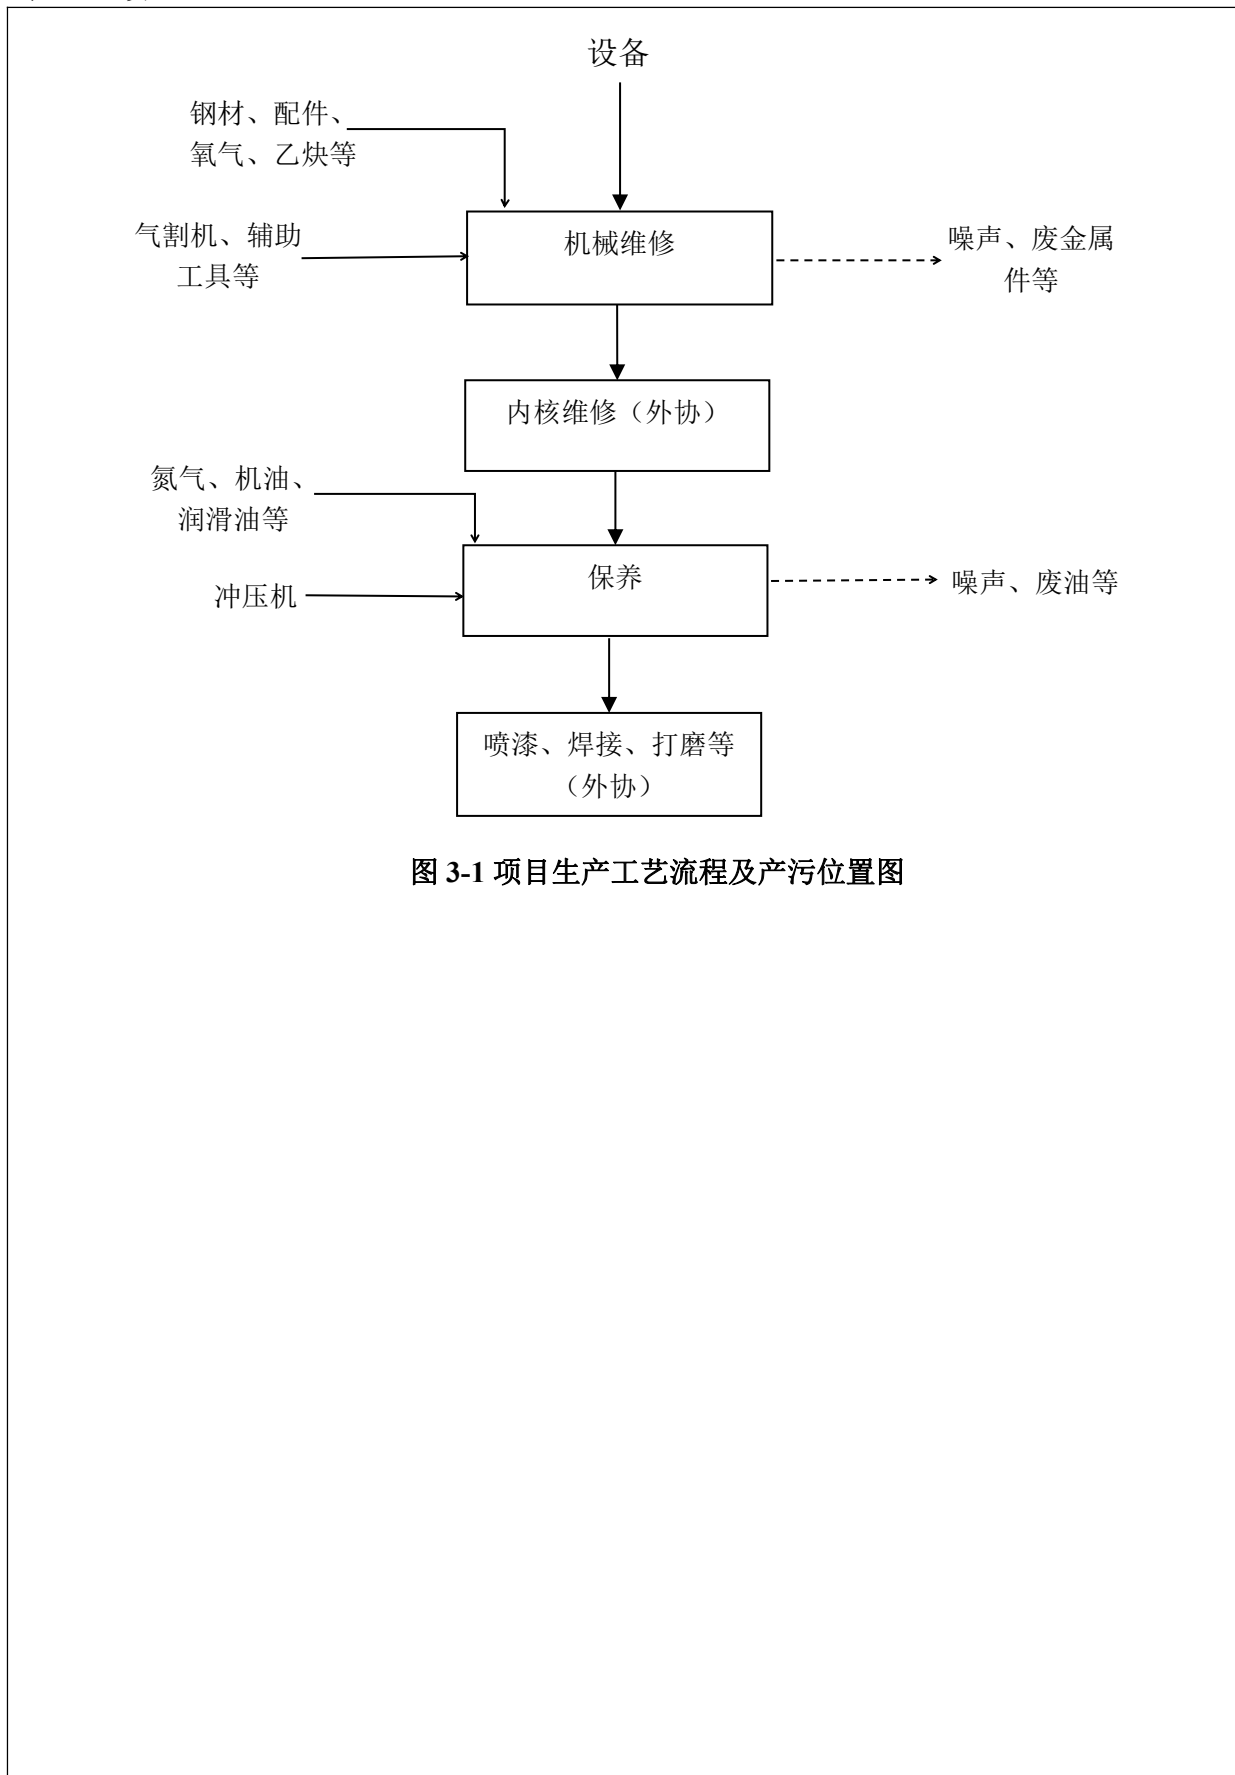 设备
钢材、配件、
氧气、乙炔等
气割机、辅助
工具等
机械维修
噪声、废金属
件等
内核维修（外协）
氮气、机油、
润滑油等
保养
冲压机
噪声、废油等
喷漆、焊接、打磨等
（外协）
图 3-1 项目生产工艺流程及产污位置图